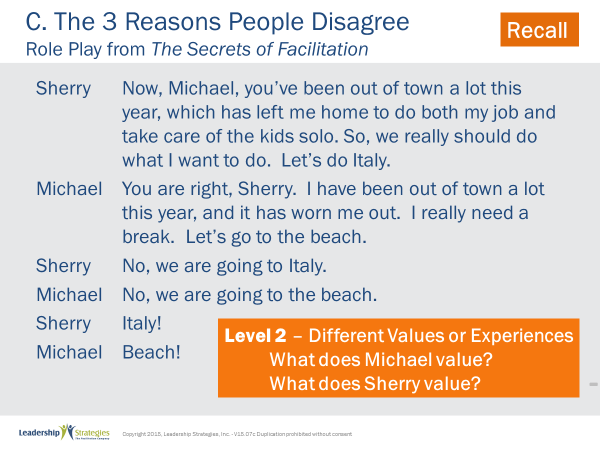 C. The 3 Reasons People Disagree
Recall
Role Play from The Secrets of Facilitation
Sherry Now, Michael, you’ve been out of town a lot this
year, which has left me home to do both my job and
take care of the kids solo. So, we really should do
what I want to do.  Let’s do Italy.
Michael You are right, Sherry.  I have been out of town a lot
this year, and it has worn me out.  I really need a
break.  Let’s go to the beach.
Sherry No, we are going to Italy.
Michael No, we are going to the beach.
Sherry Italy!
Michael Beach!
Level 2 – Different Values or Experiences
What does Michael value?
What does Sherry value?
Leadership Strategies
The Facilitation Company
Copyright 2015, Leadership Strategies, Inc. - V15.07c Duplication prohibited without consent